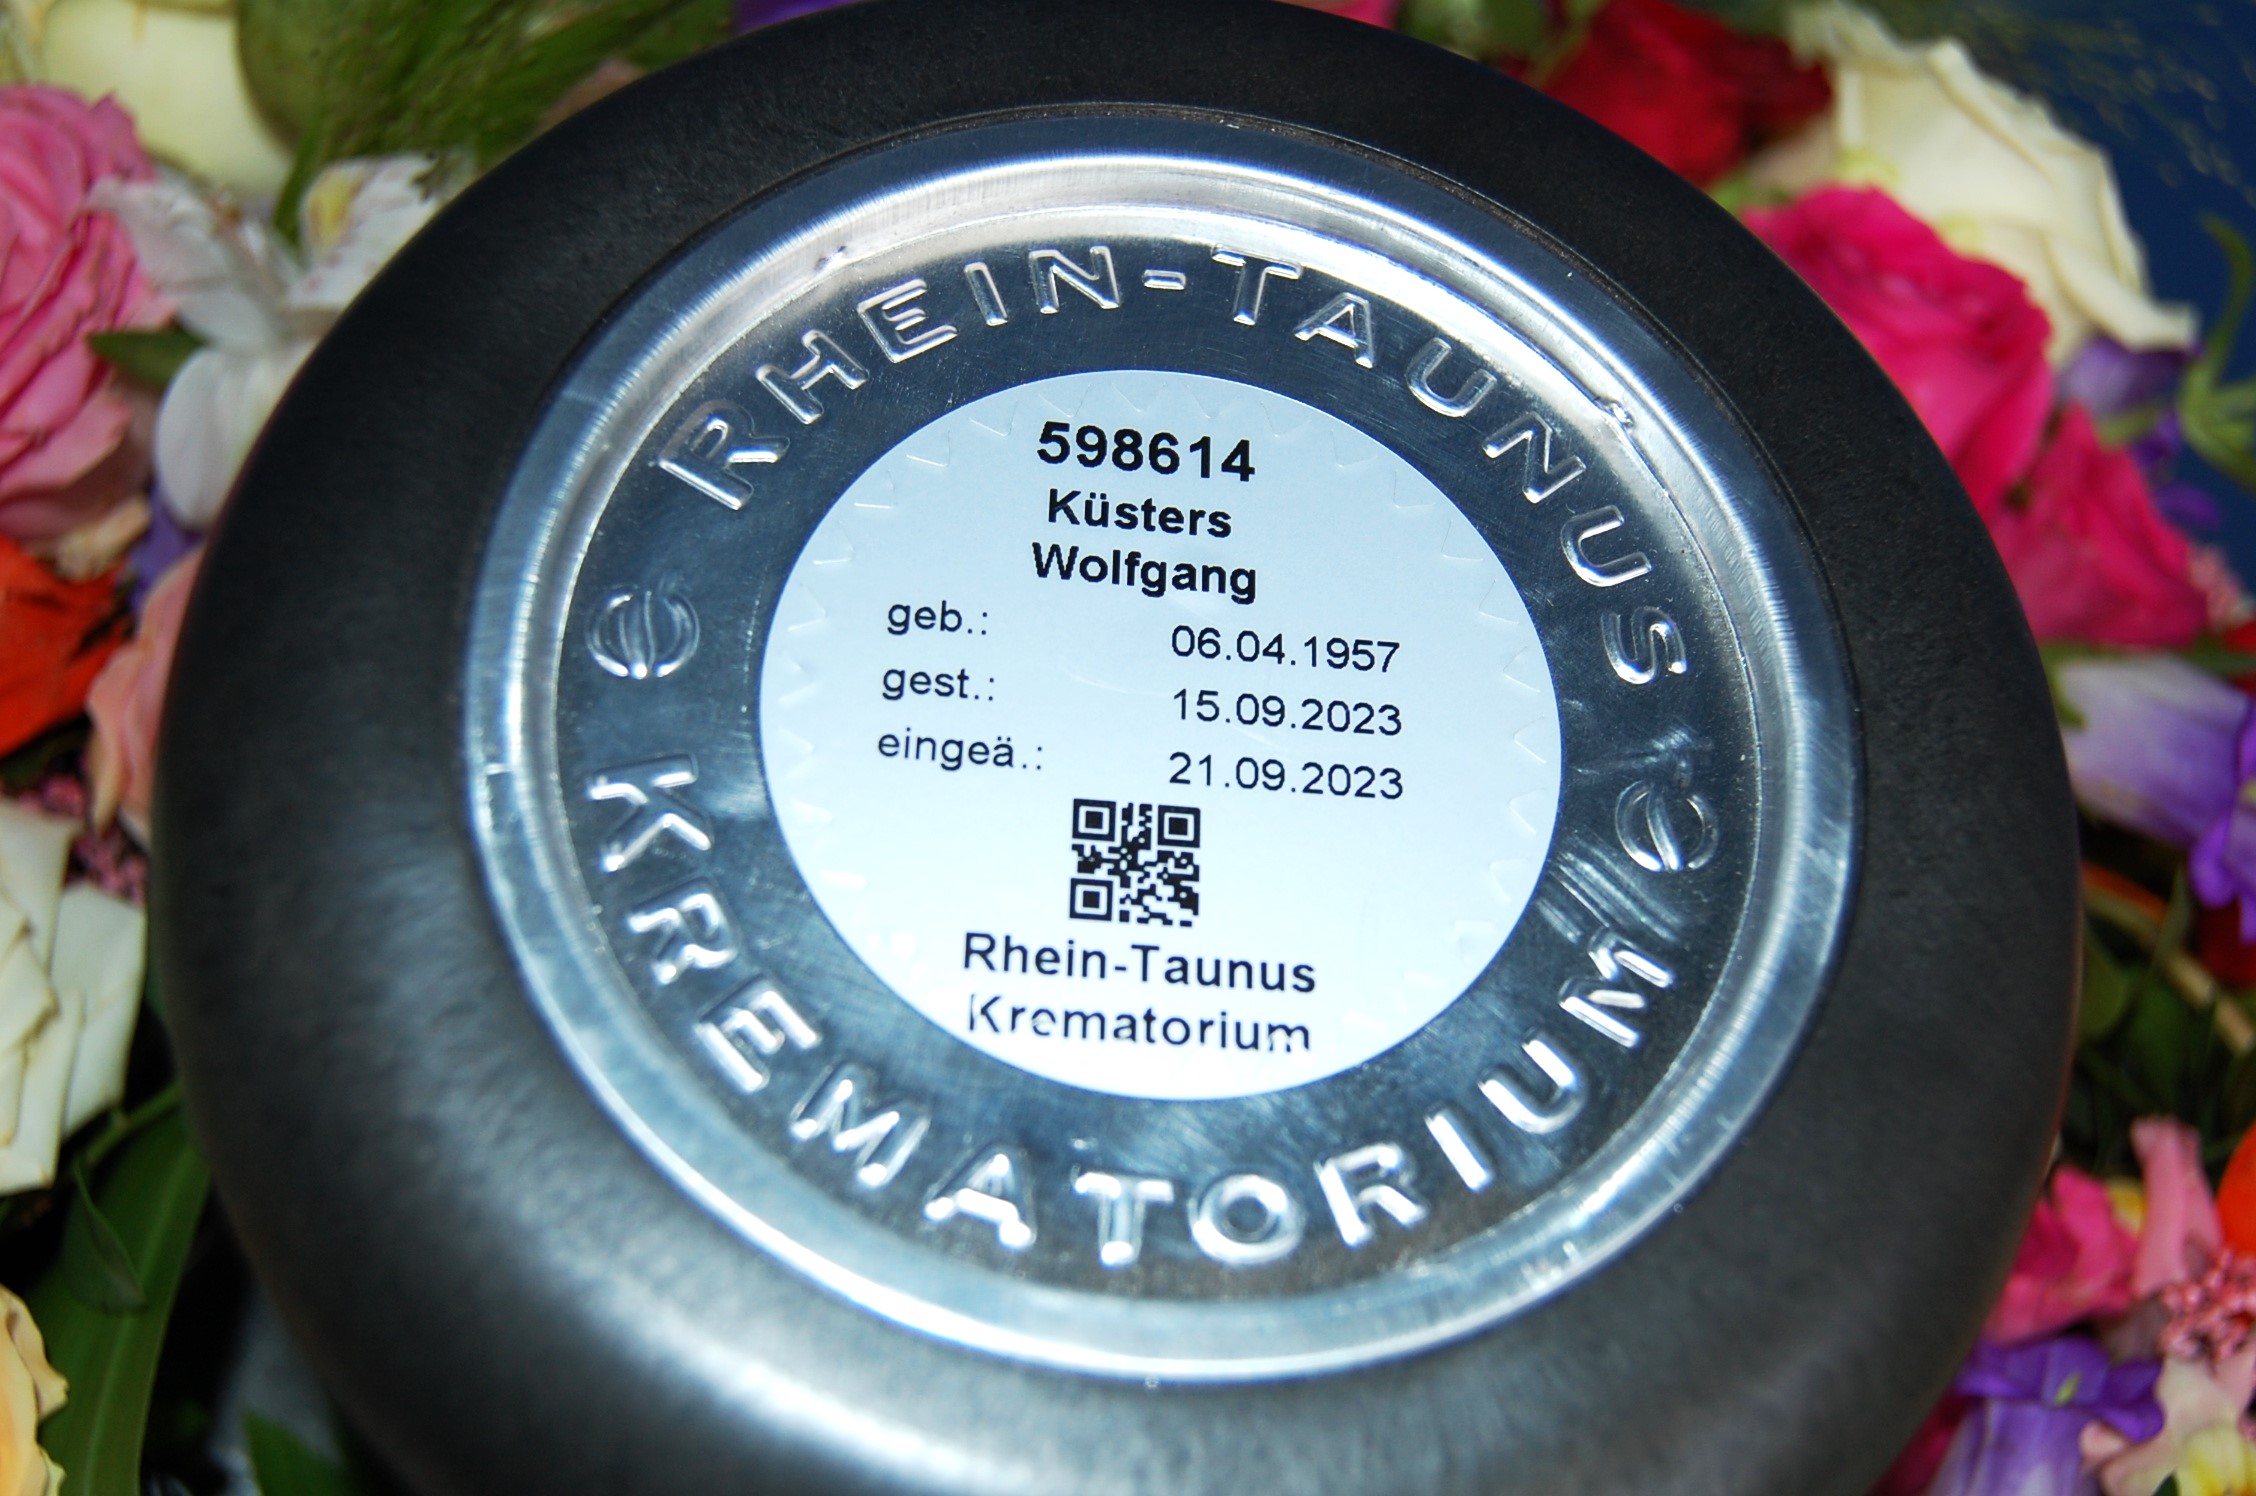 RHEIN-TAUNUS
598614
Küsters
Wolfgang
geb.: 06.04.1957
gest.: 15.09.2023
eingeä.: 21.09.2023
Rhein-Taunus
Krematorium
KREMATORIUM